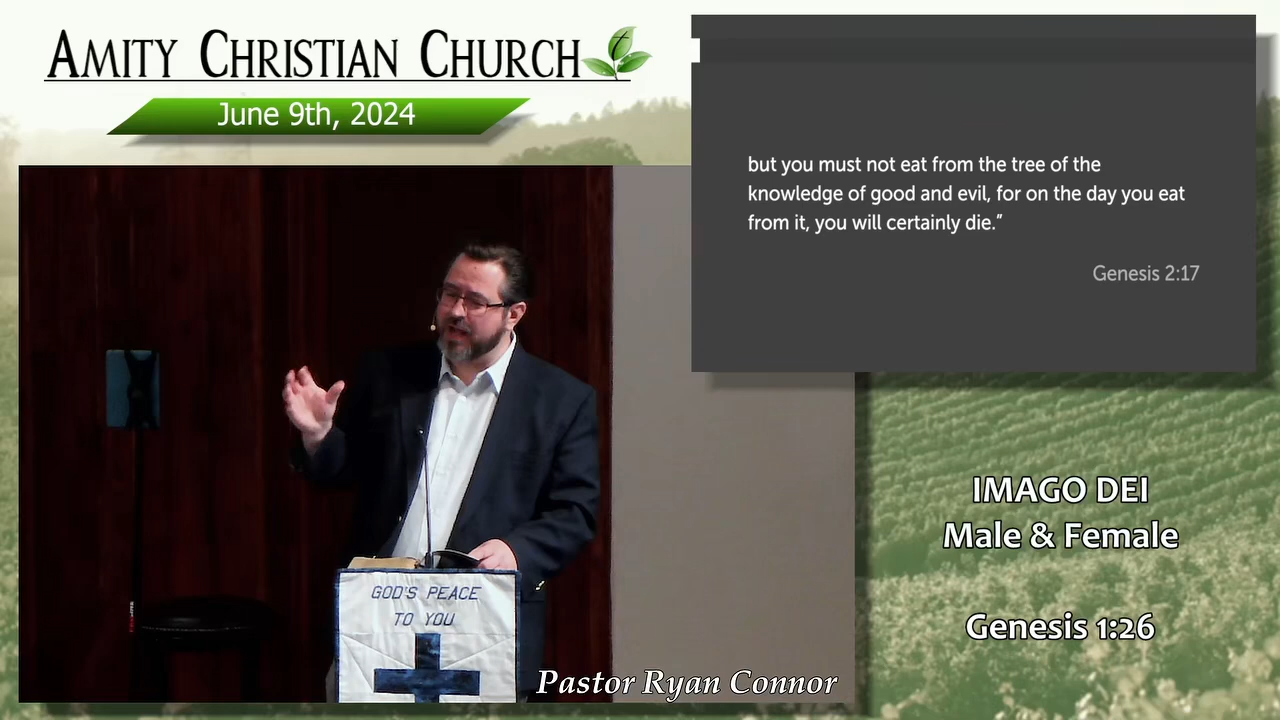 AMITY CHRISTIAN CHURCH
June 9th, 2024
but you must not eat from the tree of the
knowledge of good and evil, for on the day you eat
from it, you will certainly die.”
Genesis 2:17
IMAGO DEI
Male & Female
Genesis 1:26
GOD'S PEACE
TO YOU
Pastor Ryan Connor